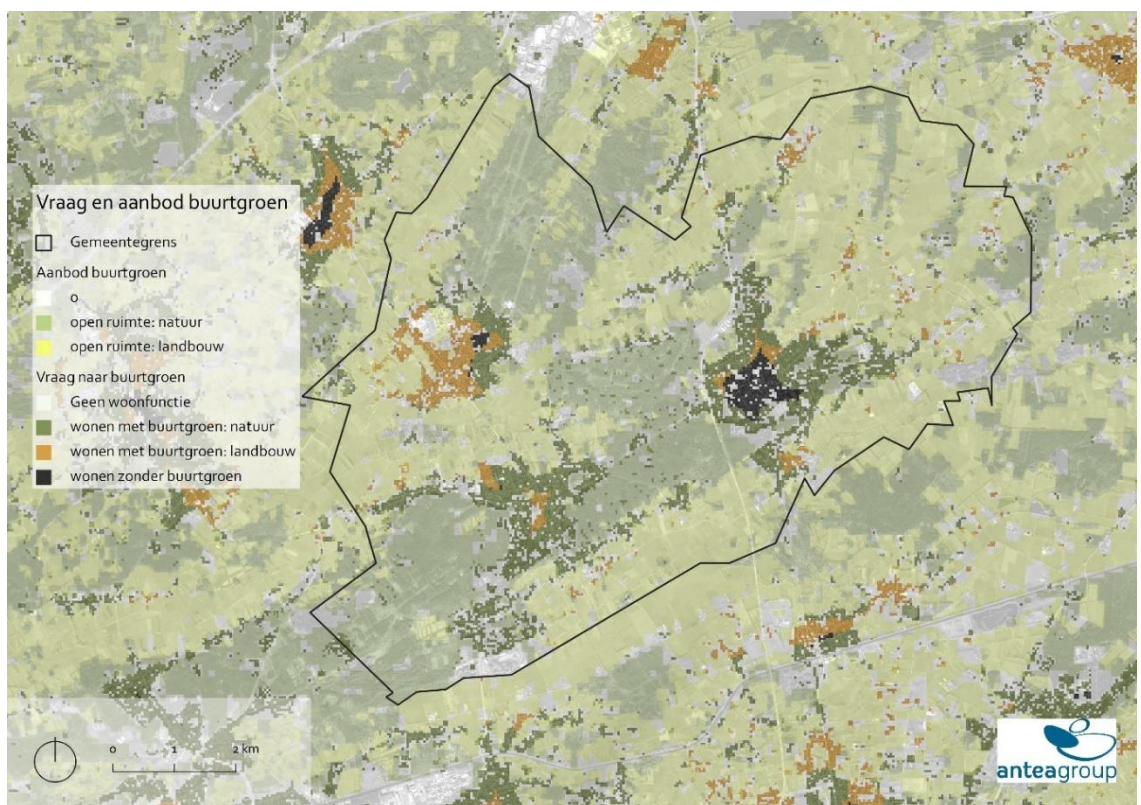 Vraag en aanbod buurtgroen
Gemeentegrens
Aanbod buurtgroen
0
open ruimte: natuur
open ruimte: landbouw
Vraag naar buurtgroen
Geen woonfunctie
wonen met buurtgroen: natuur
wonen met buurtgroen: landbouw
wonen zonder buurtgroen
0 1 2 km
anteagroup